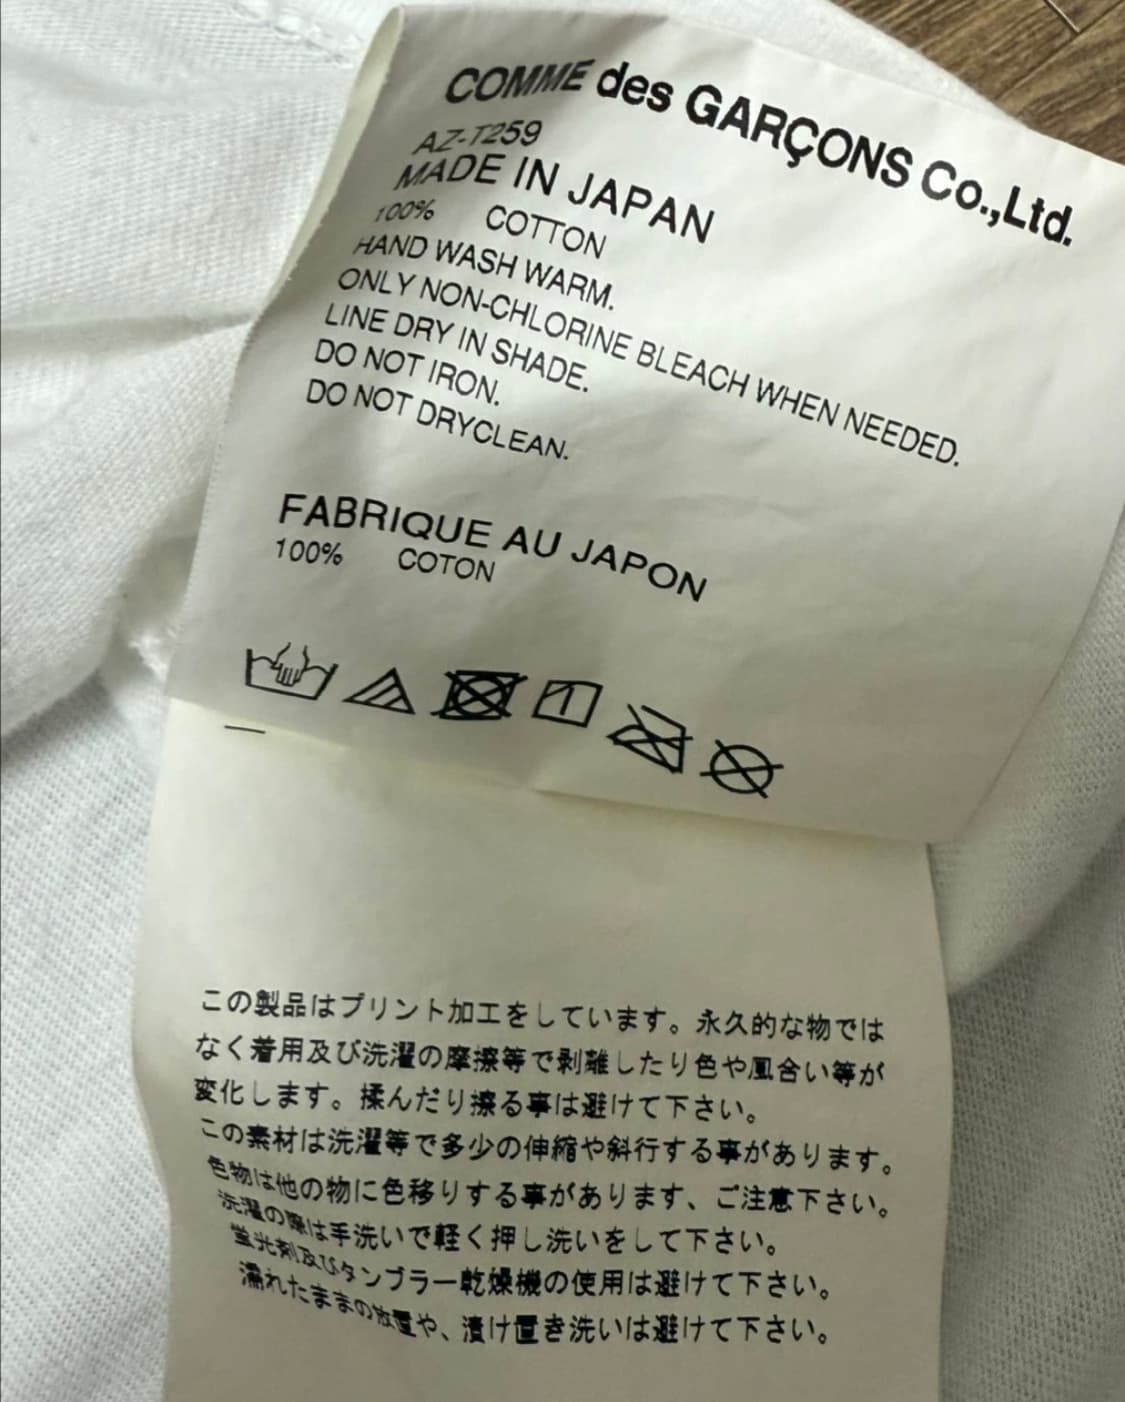 COMME des GARÇONS Co.,Ltd.
AZ-T259
MADE IN JAPAN
100% COTTON
HAND WASH WARM.
ONLY NON-CHLORINE BLEACH WHEN NEEDED.
LINE DRY IN SHADE.
DO NOT IRON.
DO NOT DRYCLEAN.
FABRIQUE AU JAPON
100% COTON
この製品はプリント加工をしています。永久的な物では
なく着用及び洗濯の摩擦等で剥離したり色や風合い等が
変化します。揉んだり擦る事は避けて下さい。
この素材は洗濯等で多少の伸縮や斜行する事があります。
色物は他の物に色移りする事があります、ご注意下さい。
洗濯の際は手洗いで軽く押し洗いをして下さい。
蛍光剤及びタンブラー乾燥機の使用は避けて下さい。
濡れたままの放置や、漬け置き洗いは避けて下さい。